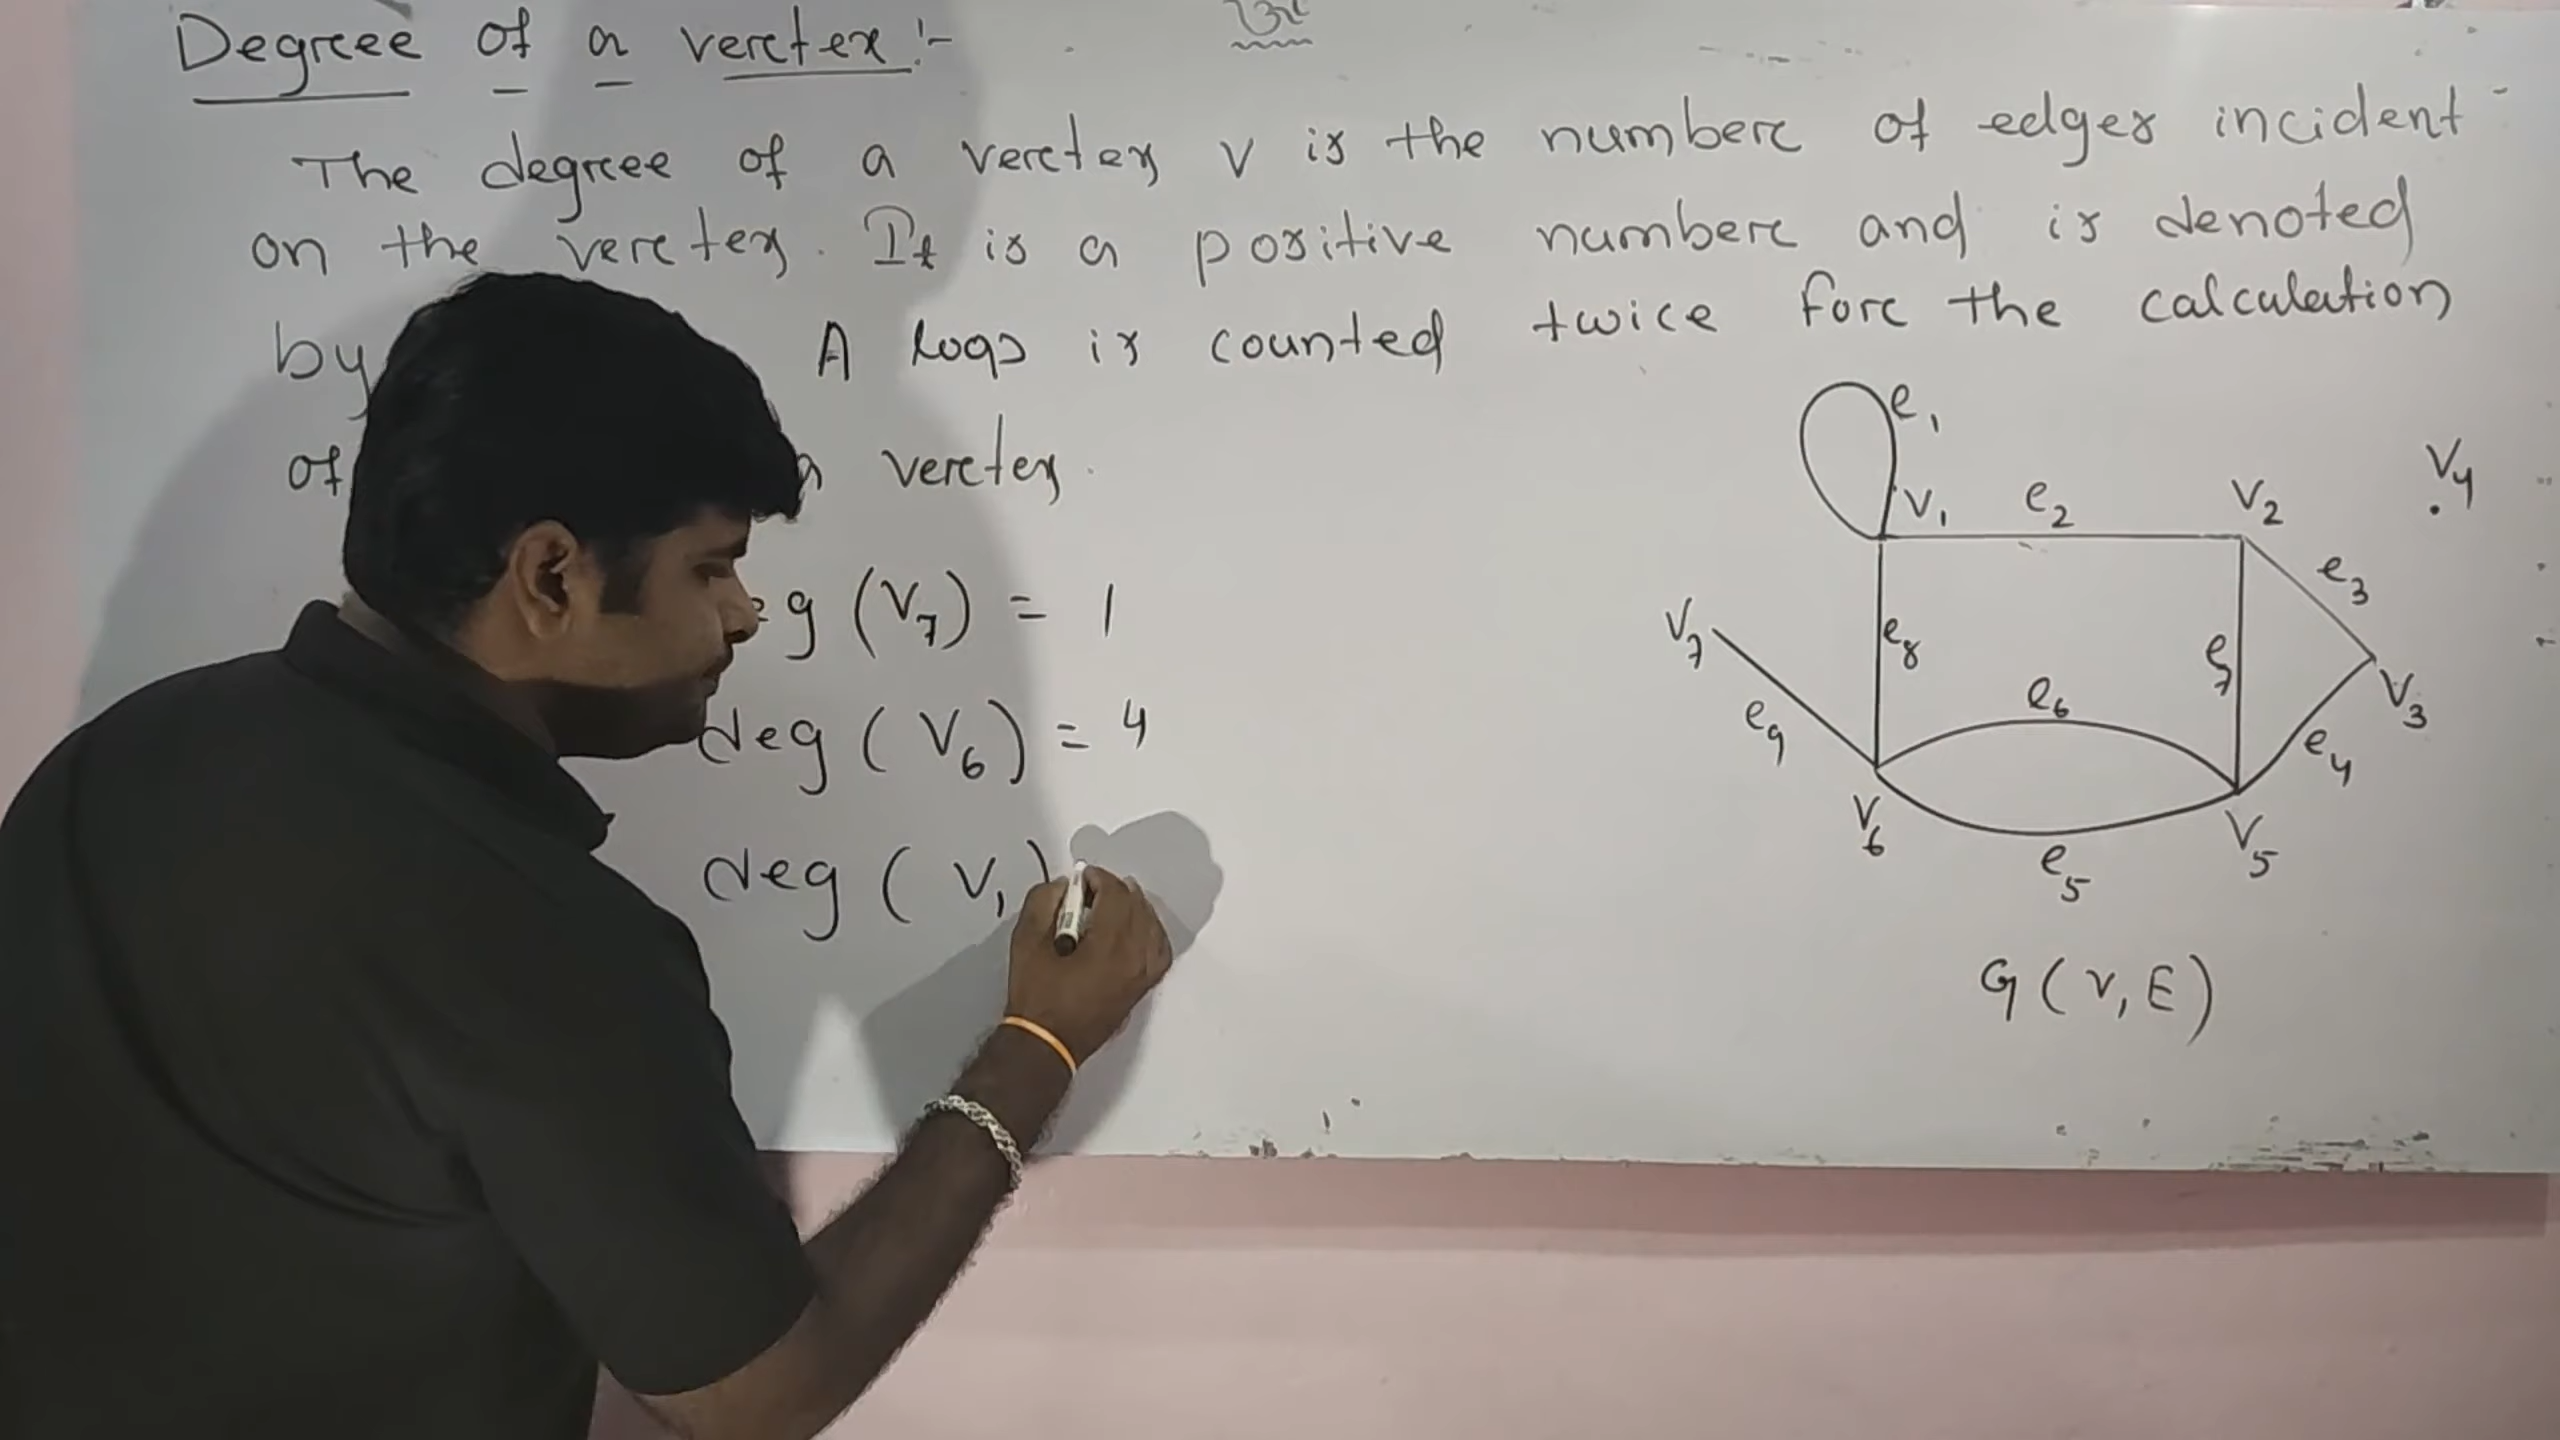 Degree of a vertex :-
The degree of a vertex v is the number of edges incident
on the vertex. It is a positive number and is denoted
by A loop is counted twice for the calculation
of a vertex.
eg (V7) = 1
deg (V6) = 4
deg (V1)
e1
V1 e2 V2 V4
e3
V7 e8 e7
e9 e6 V3
e4
V6 V5
e5
G(V,E)